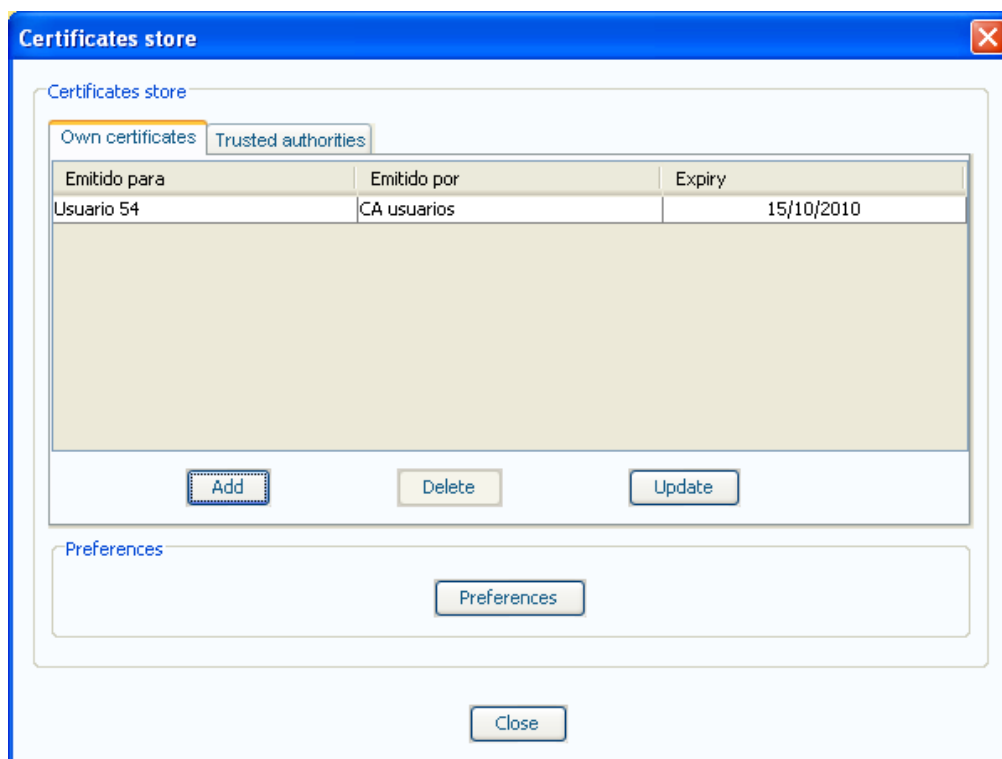 Certificates store
Certificates store
Own certificates Trusted authorities
Emitido para Emitido por Expiry
Usuario 54 CA usuarios 15/10/2010
Add Delete Update
Preferences
Preferences
Close